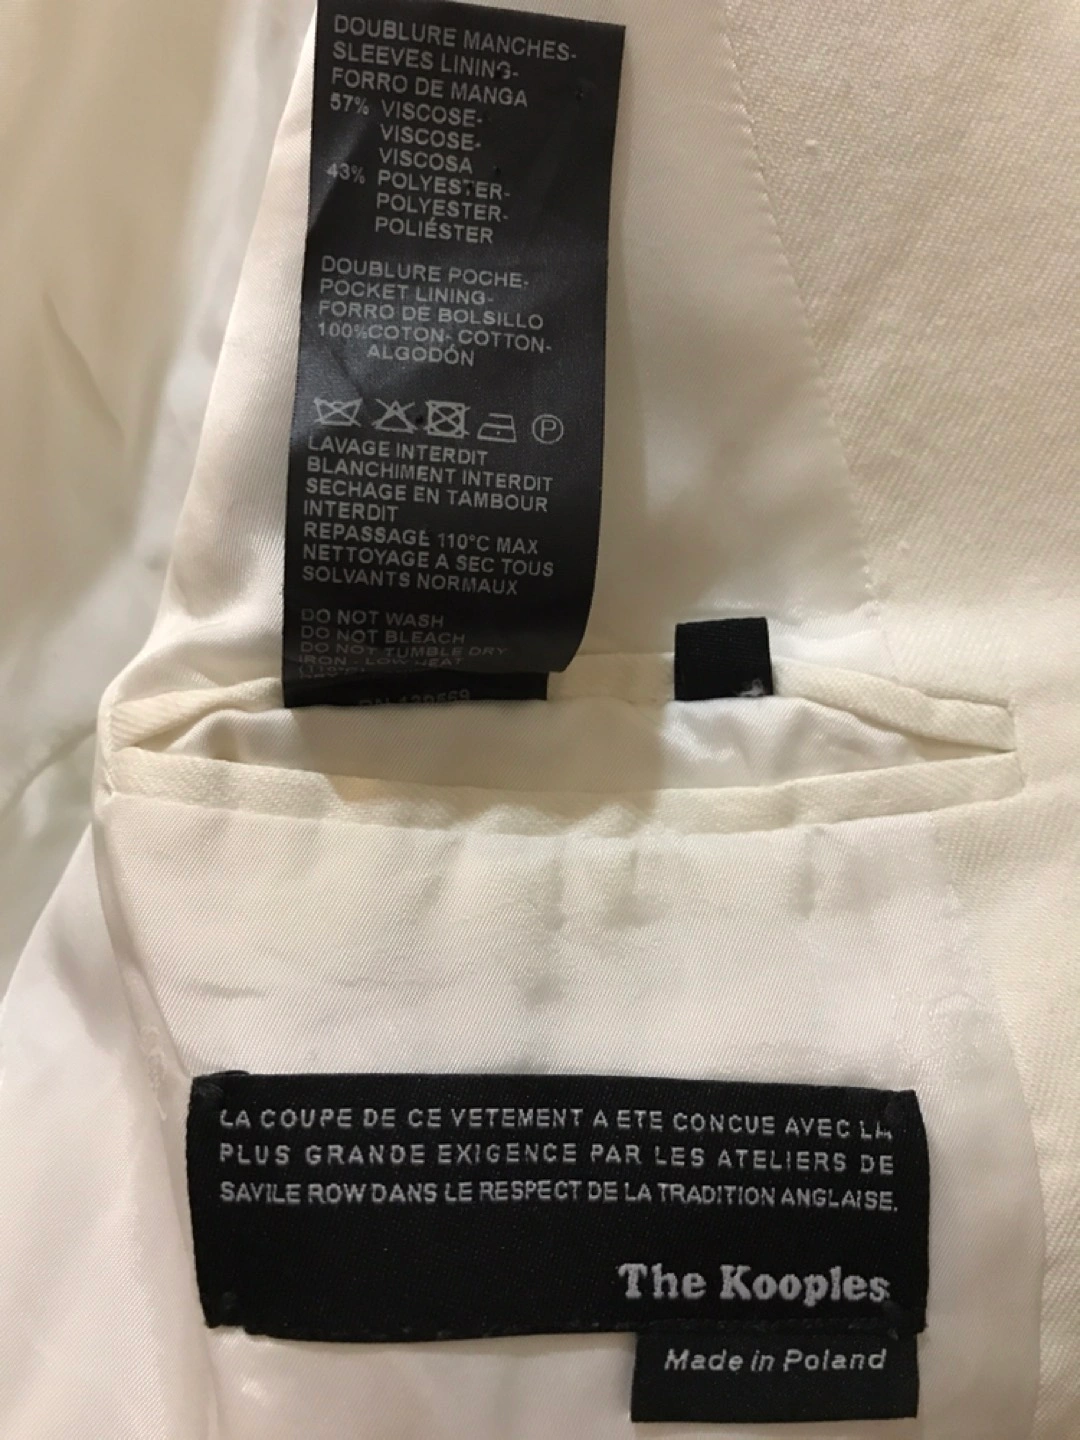 DOUBLURE MANCHES-
SLEEVES LINING-
FORRO DE MANGA
57% VISCOSE-
VISCOSE-
VISCOSA
43% POLYESTER-
POLYESTER-
POLIÉSTER
DOUBLURE POCHE-
POCKET LINING-
FORRO DE BOLSILLO
100%COTON- COTTON-
ALGODÓN
P
LAVAGE INTERDIT
BLANCHIMENT INTERDIT
SECHAGE EN TAMBOUR
INTERDIT
REPASSAGE 110°C MAX
NETTOYAGE A SEC TOUS
SOLVANTS NORMAUX
DO NOT WASH
DO NOT BLEACH
DO NOT TUMBLE DRY
IRON - LOW HEAT
LA COUPE DE CE VETEMENT A ETE CONCUE AVEC LA
PLUS GRANDE EXIGENCE PAR LES ATELIERS DE
SAVILE ROW DANS LE RESPECT DE LA TRADITION ANGLAISE.
The Kooples
Made in Poland